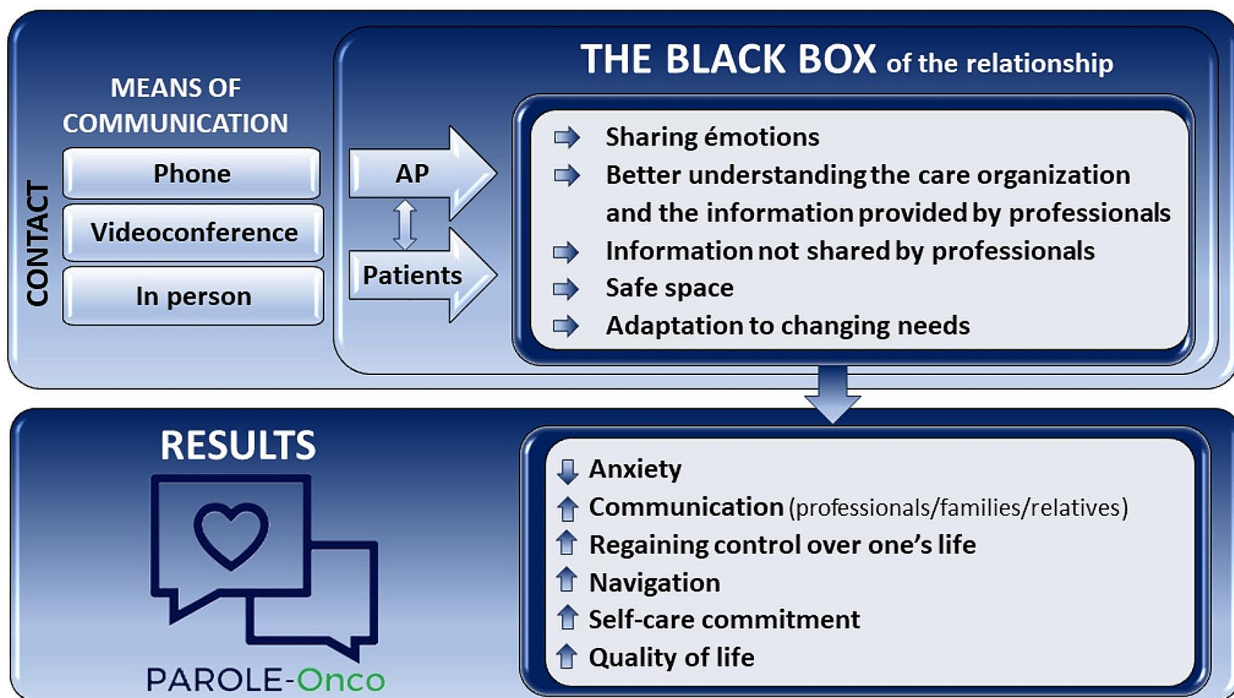 CONTACT
MEANS OF
COMMUNICATION
Phone
Videoconference
In person
THE BLACK BOX of the relationship
AP
Patients
Sharing émotions
Better understanding the care organization
and the information provided by professionals
Information not shared by professionals
Safe space
Adaptation to changing needs
RESULTS
PAROLE-Onco
Anxiety
Communication (professionals/families/relatives)
Regaining control over one's life
Navigation
Self-care commitment
Quality of life